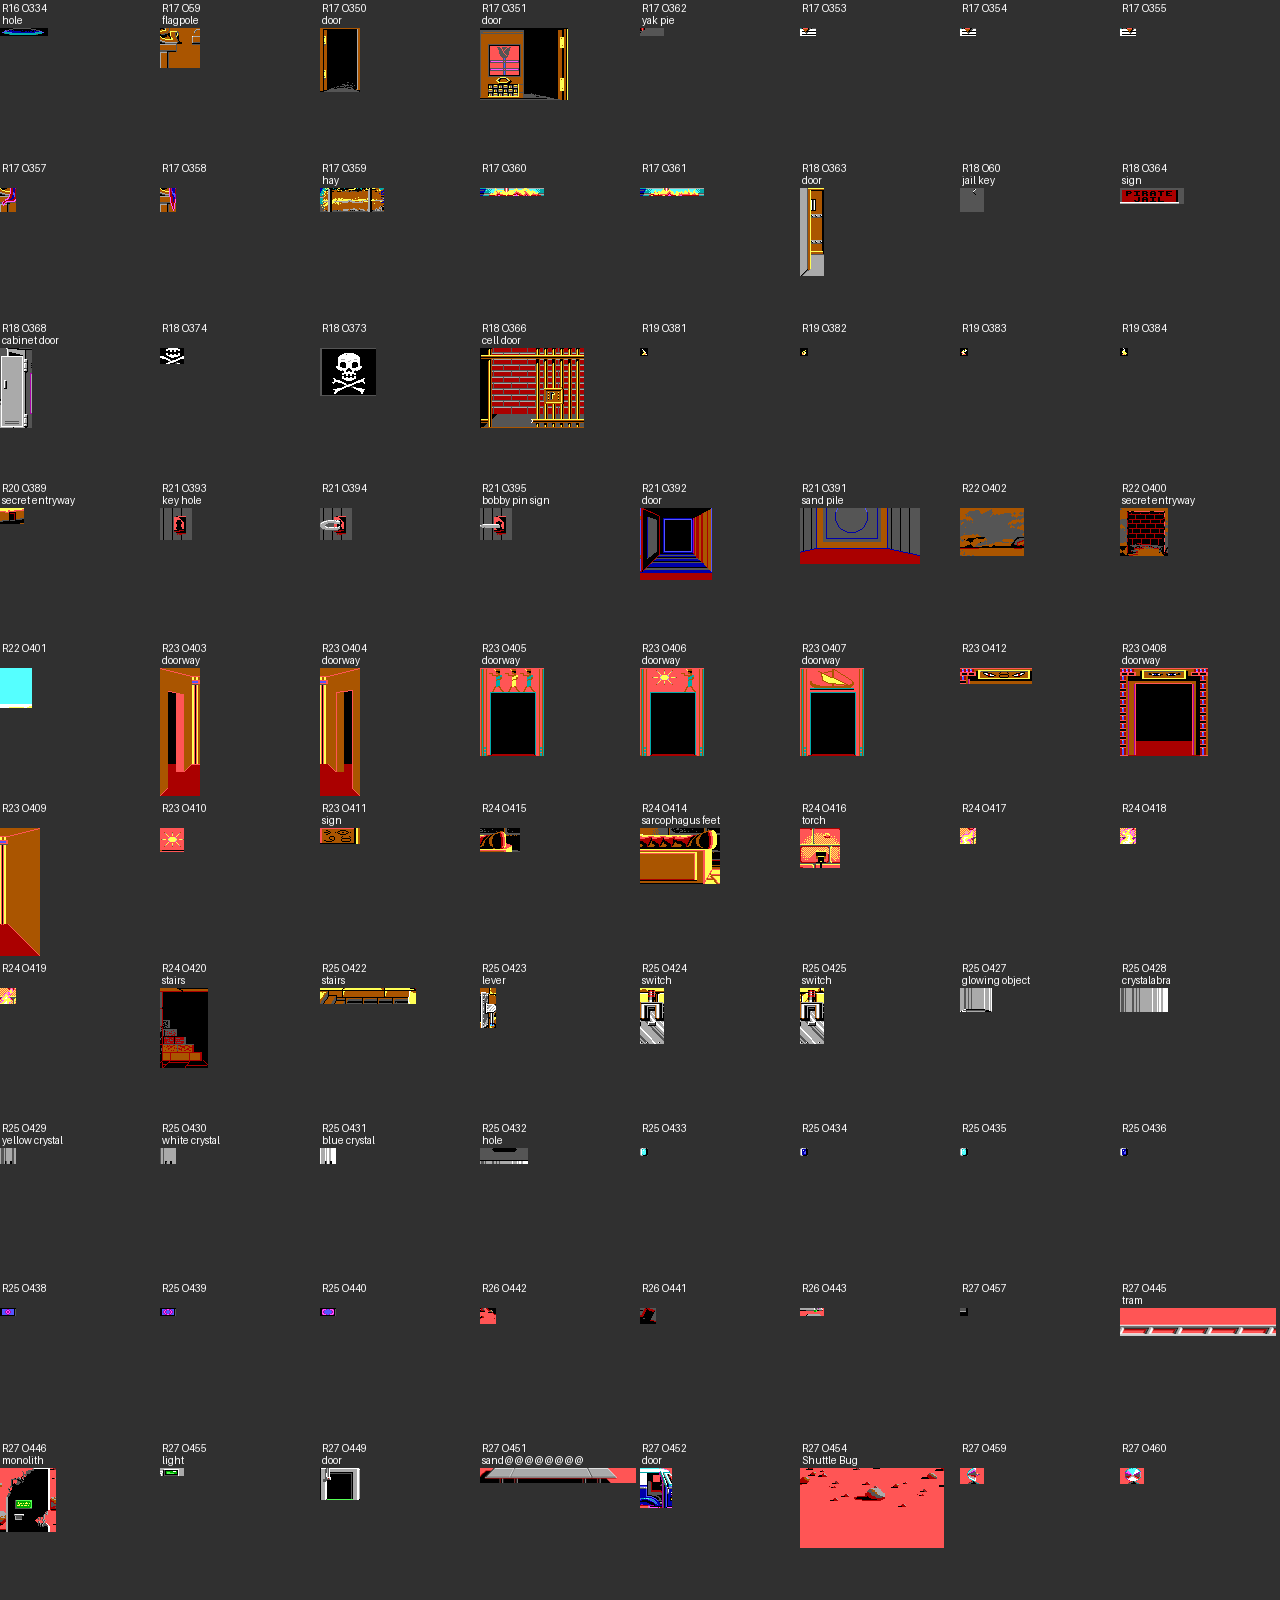 R16 O334
hole
R17 O59
flagpole
R17 O350
door
R17 O351
door
R17 O362
yak pie
R17 O353
R17 O354
R17 O355
R17 O357
R17 O358
R17 O359
hay
R17 O360
R17 O361
R18 O363
door
R18 O60
jail key
R18 O364
sign
PIRATE
JAIL
R18 O368
cabinet door
R18 O374
R18 O373
R18 O366
cell door
R19 O381
R19 O382
R19 O383
R19 O384
R20 O389
secret entryway
R21 O393
key hole
R21 O394
R21 O395
bobby pin sign
R21 O392
door
R21 O391
sand pile
R22 O402
R22 O400
secret entryway
R22 O401
R23 O403
doorway
R23 O404
doorway
R23 O405
doorway
R23 O406
doorway
R23 O407
doorway
R23 O412
R23 O408
doorway
R23 O409
R23 O410
R23 O411
sign
R24 O415
R24 O414
sarcophagus feet
R24 O416
torch
R24 O417
R24 O418
R24 O419
R24 O420
stairs
R25 O422
stairs
R25 O423
lever
R25 O424
switch
R25 O425
switch
R25 O427
glowing object
R25 O428
crystalabra
R25 O429
yellow crystal
R25 O430
white crystal
R25 O431
blue crystal
R25 O432
hole
R25 O433
R25 O434
R25 O435
R25 O436
R25 O438
R25 O439
R25 O440
R26 O442
R26 O441
R26 O443
R27 O457
R27 O445
tram
R27 O446
monolith
R27 O455
light
R27 O449
door
R27 O451
sand@@@@@@@@
R27 O452
door
R27 O454
Shuttle Bug
R27 O459
R27 O460